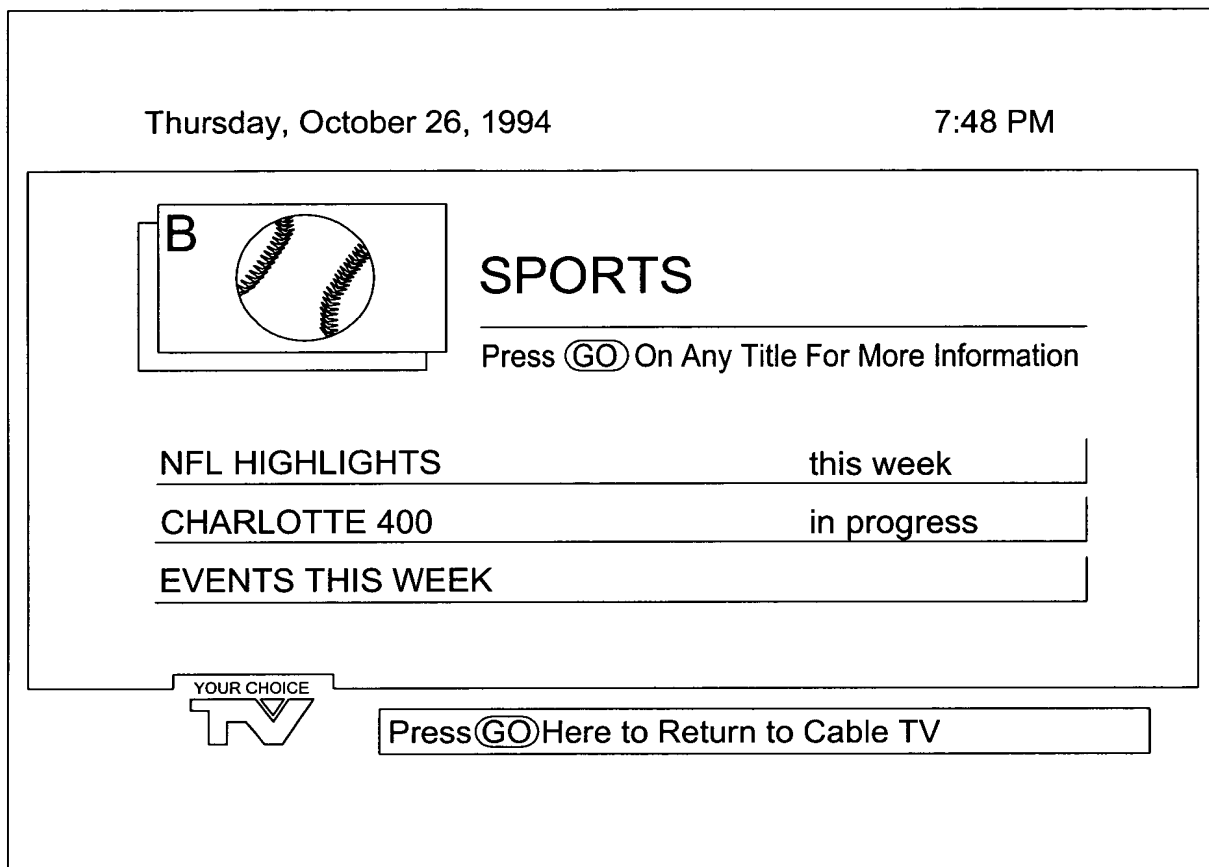 Thursday, October 26, 1994 7:48 PM
B
SPORTS
Press GO On Any Title For More Information
NFL HIGHLIGHTS this week
CHARLOTTE 400 in progress
EVENTS THIS WEEK
YOUR CHOICE
TV
Press GO Here to Return to Cable TV